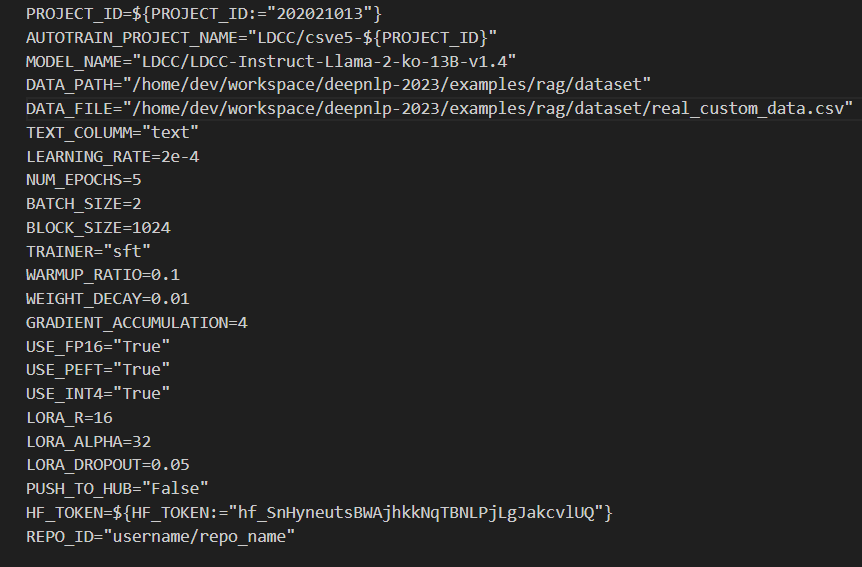 PROJECT_ID=${PROJECT_ID:="202021013"}
AUTOTRAIN_PROJECT_NAME="LDCC/csve5-${PROJECT_ID}"
MODEL_NAME="LDCC/LDCC-Instruct-Llama-2-ko-13B-v1.4"
DATA_PATH="/home/dev/workspace/deepnlp-2023/examples/rag/dataset"
DATA_FILE="/home/dev/workspace/deepnlp-2023/examples/rag/dataset/real_custom_data.csv"
TEXT_COLUMM="text"
LEARNING_RATE=2e-4
NUM_EPOCHS=5
BATCH_SIZE=2
BLOCK_SIZE=1024
TRAINER="sft"
WARMUP_RATIO=0.1
WEIGHT_DECAY=0.01
GRADIENT_ACCUMULATION=4
USE_FP16="True"
USE_PEFT="True"
USE_INT4="True"
LORA_R=16
LORA_ALPHA=32
LORA_DROPOUT=0.05
PUSH_TO_HUB="False"
HF_TOKEN=${HF_TOKEN:="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"}
REPO_ID="username/repo_name"